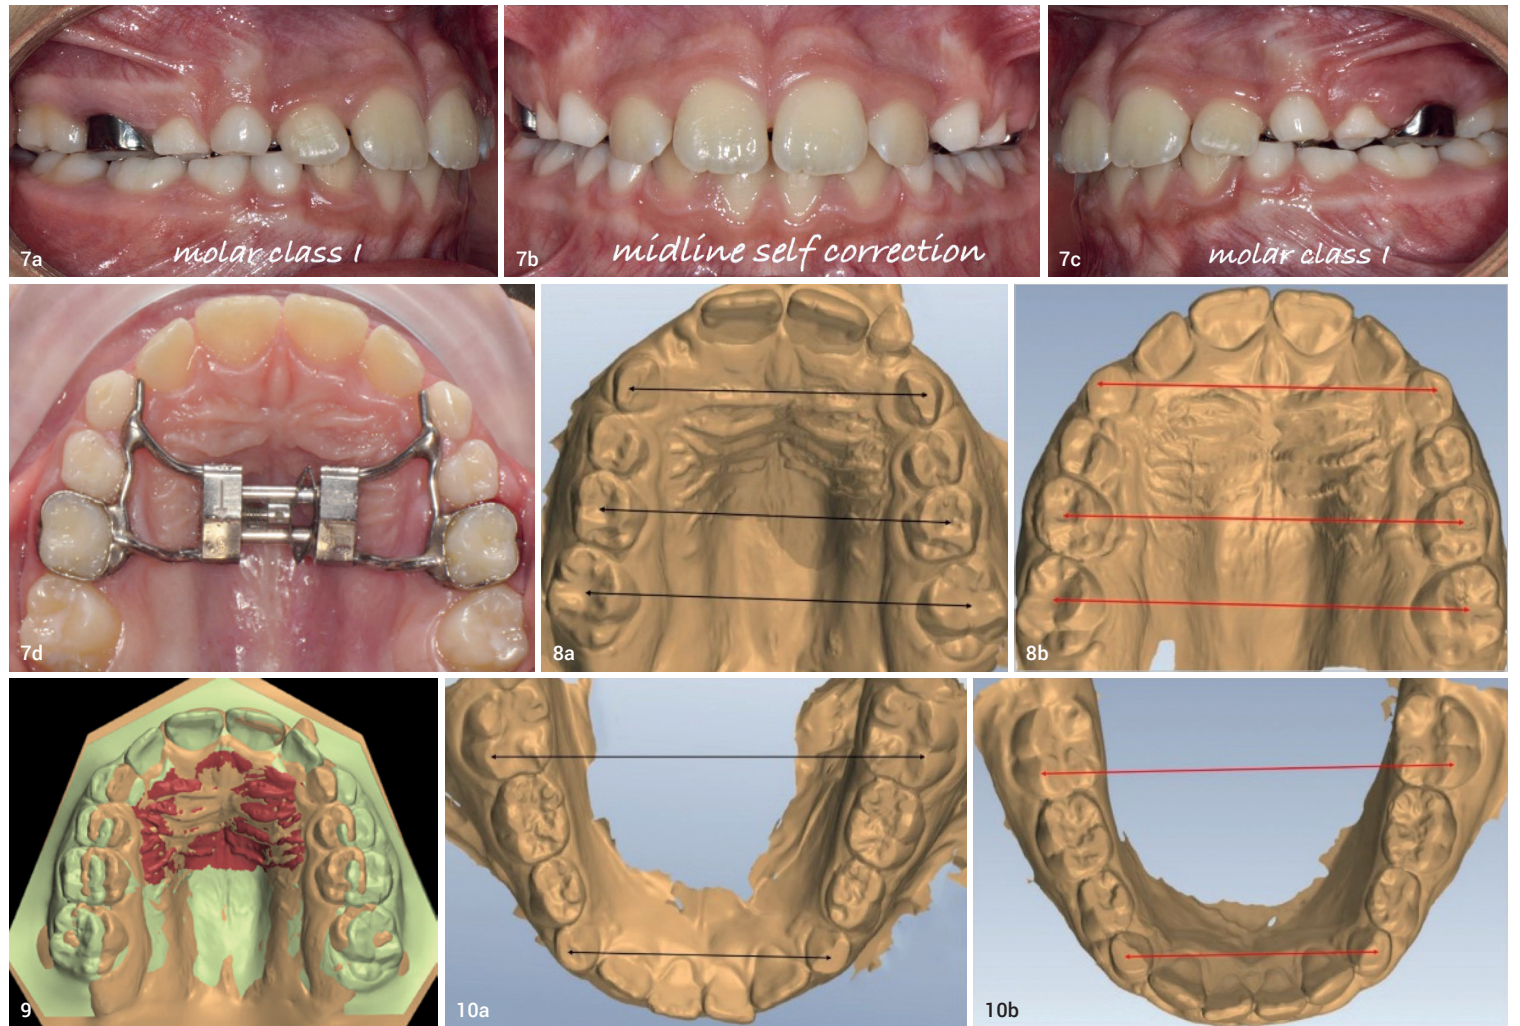 7a
molar class I
7b
midline self correction
7c
molar class I
7d
8a
8b
9
10a
10b